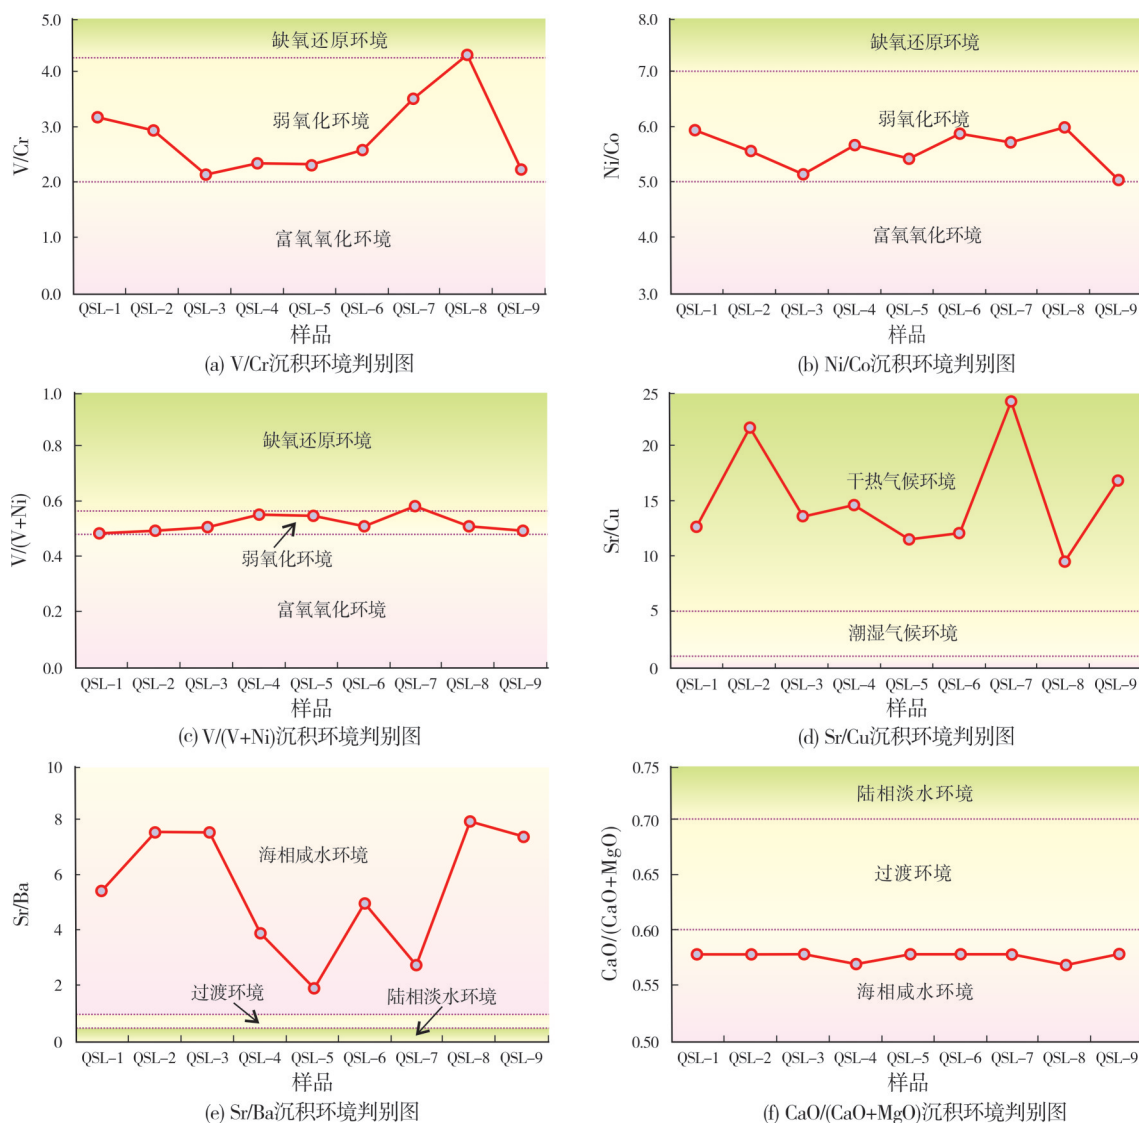 5.0
4.0
3.0
2.0
1.0
0.0
V/Cr
缺氧还原环境
弱氧化环境
富氧氧化环境
QSL-1 QSL-2 QSL-3 QSL-4 QSL-5 QSL-6 QSL-7 QSL-8 QSL-9
样品
(a) V/Cr沉积环境判别图
8.0
7.0
6.0
5.0
4.0
3.0
Ni/Co
缺氧还原环境
弱氧化环境
富氧氧化环境
QSL-1 QSL-2 QSL-3 QSL-4 QSL-5 QSL-6 QSL-7 QSL-8 QSL-9
样品
(b) Ni/Co沉积环境判别图
1.0
0.8
0.6
0.4
0.2
0.0
V/(V+Ni)
缺氧还原环境
弱氧化环境
富氧氧化环境
QSL-1 QSL-2 QSL-3 QSL-4 QSL-5 QSL-6 QSL-7 QSL-8 QSL-9
样品
(c) V/(V+Ni)沉积环境判别图
25
20
15
10
5
0
Sr/Cu
干热气候环境
潮湿气候环境
QSL-1 QSL-2 QSL-3 QSL-4 QSL-5 QSL-6 QSL-7 QSL-8 QSL-9
样品
(d) Sr/Cu沉积环境判别图
10
8
6
4
2
0
Sr/Ba
海相咸水环境
过渡环境
陆相淡水环境
QSL-1 QSL-2 QSL-3 QSL-4 QSL-5 QSL-6 QSL-7 QSL-8 QSL-9
样品
(e) Sr/Ba沉积环境判别图
0.75
0.70
0.65
0.60
0.55
0.50
CaO/(CaO+MgO)
陆相淡水环境
过渡环境
海相咸水环境
QSL-1 QSL-2 QSL-3 QSL-4 QSL-5 QSL-6 QSL-7 QSL-8 QSL-9
样品
(f) CaO/(CaO+MgO)沉积环境判别图